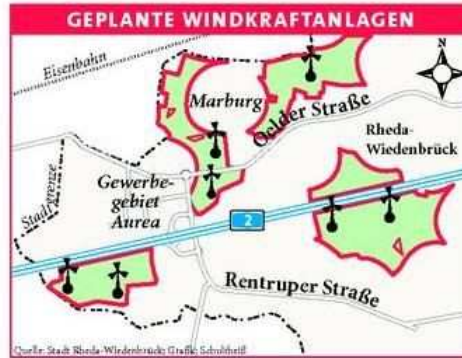 GEPLANTE WINDKRAFTANLAGEN
Eisenbahn
N
Marburg
Oelder Straße
Rheda-
Wiedenbrück
Gewerbe-
gebiet
Aurea
Stadtgrenze
2
Rentruper Straße
Quelle: Stadt Rheda-Wiedenbrück; Grafik: Schultheiß